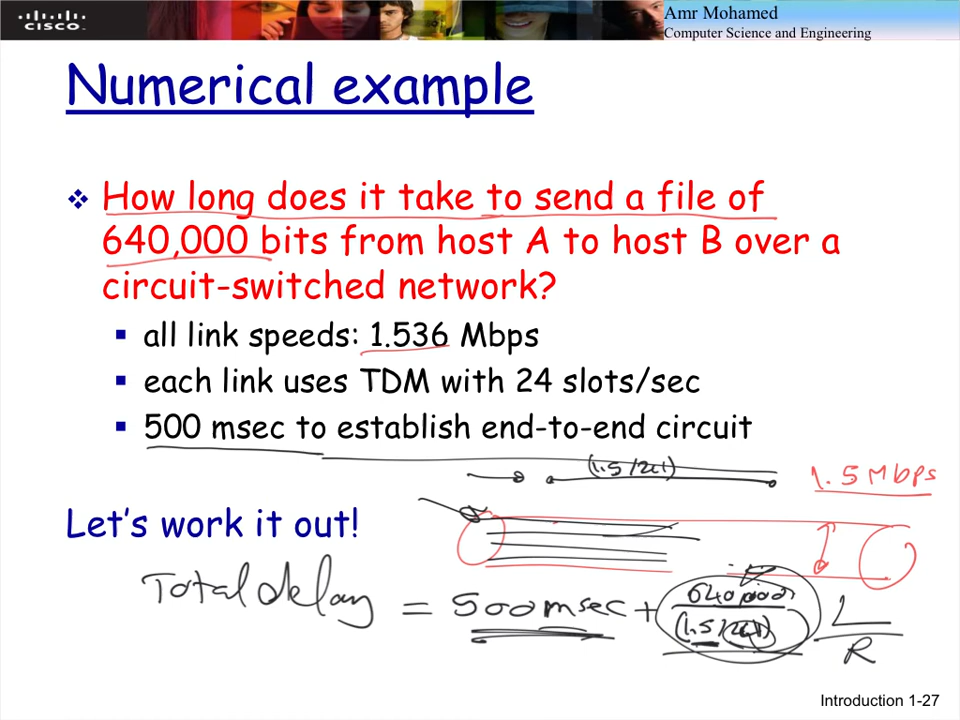 CISCO
Amr Mohamed
Computer Science and Engineering
Numerical example
How long does it take to send a file of
640,000 bits from host A to host B over a
circuit-switched network?
all link speeds: 1.536 Mbps
each link uses TDM with 24 slots/sec
500 msec to establish end-to-end circuit
(1.5/24)
1.5 Mbps
Let's work it out!
Total delay = 500 msec + 640 000 / (1.5/24) L / R
Introduction 1-27